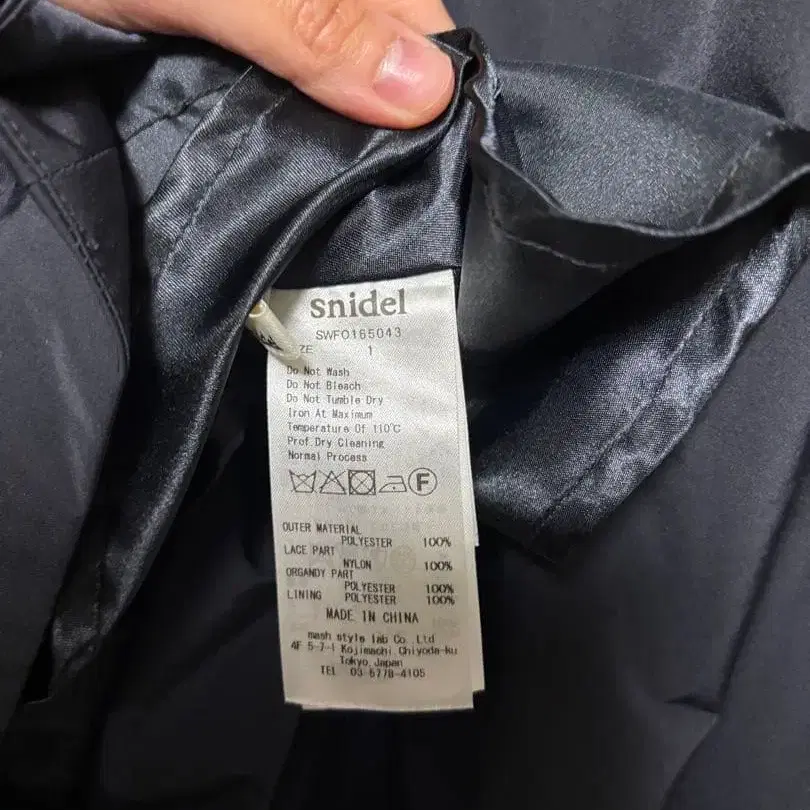 snidel
SWFO165043
ZE 1
Do Not Wash
Do Not Bleach
Do Not Tumble Dry
Iron At Maximum
Temperature Of 110℃
Prof.Dry Cleaning
Normal Process
F
OUTER MATERIAL
POLYESTER 100%
LACE PART
NYLON 100%
ORGANDY PART
POLYESTER 100%
LINING POLYESTER 100%
MADE IN CHINA
mash style lab Co.,Ltd
4F 5-7-1 Kojimachi,Chiyoda-ku
Tokyo,Japan
TEL 03-5778-4105